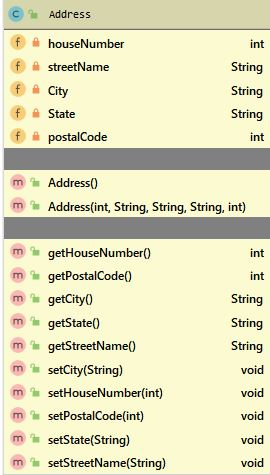 C Address
f houseNumber int
f streetName String
f City String
f State String
f postalCode int
m Address()
m Address(int, String, String, String, int)
m getHouseNumber() int
m getPostalCode() int
m getCity() String
m getState() String
m getStreetName() String
m setCity(String) void
m setHouseNumber(int) void
m setPostalCode(int) void
m setState(String) void
m setStreetName(String) void